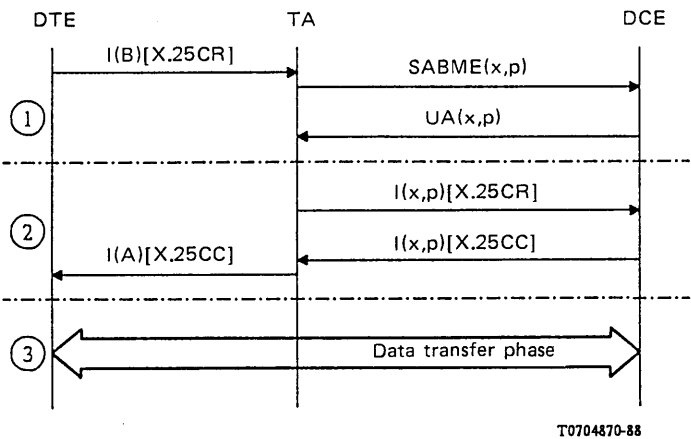 DTE TA DCE
I(B)[X.25CR]
SABME(x,p)
1
UA(x,p)
I(x,p)[X.25CR]
2
I(A)[X.25CC]
I(x,p)[X.25CC]
3
Data transfer phase
T0704870-88